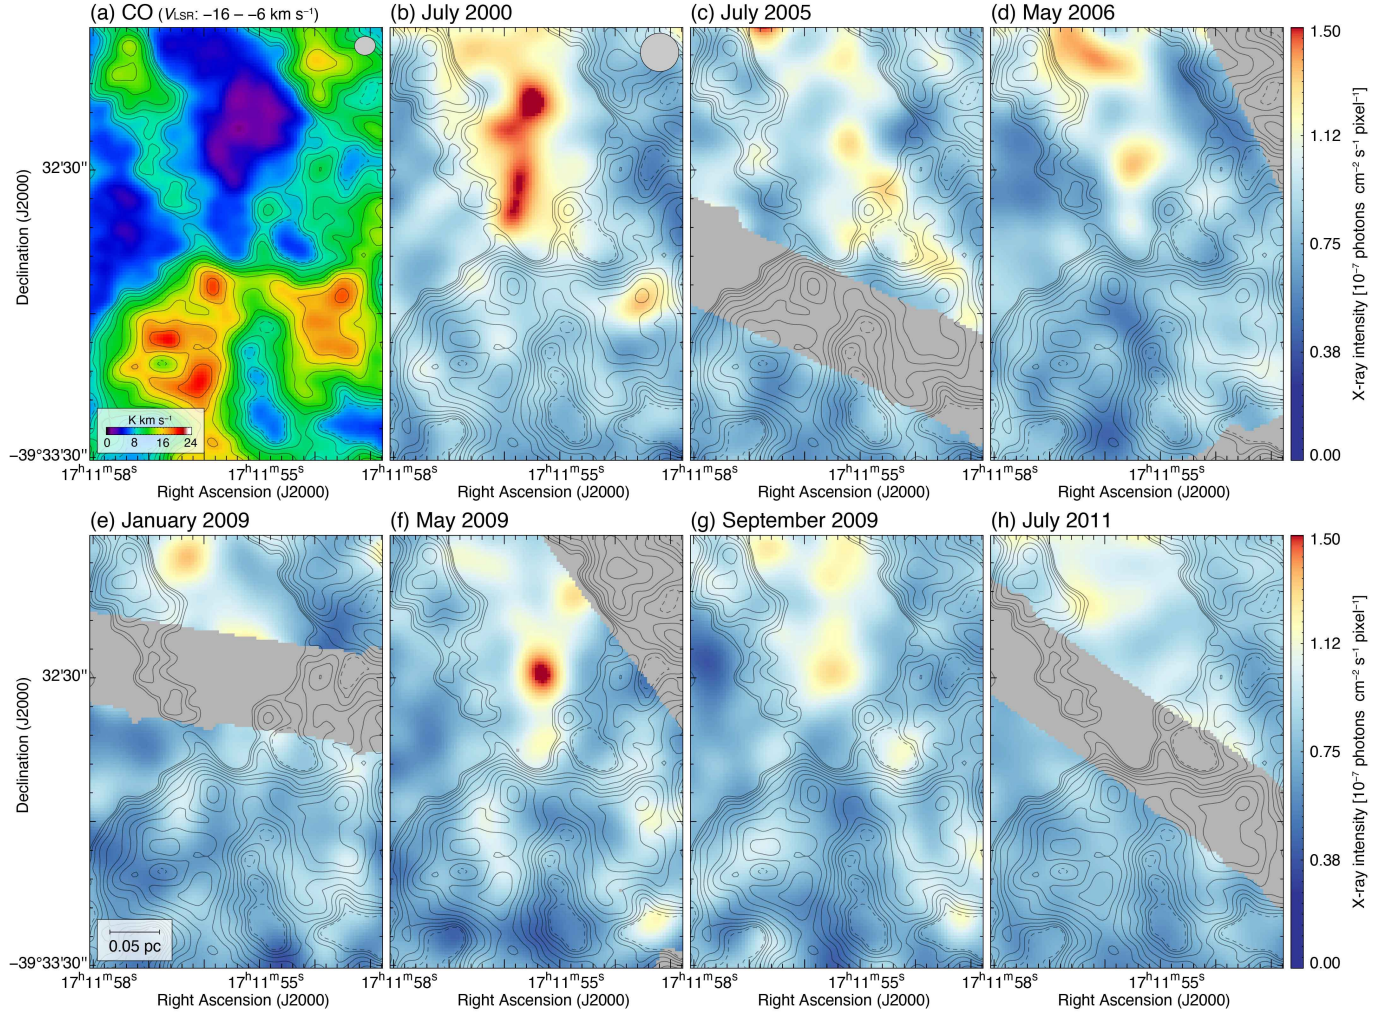 (a) CO (VLSR: −16 – −6 km s⁻¹)
(b) July 2000
(c) July 2005
(d) May 2006
32'30"
−39°33'30"
Declination (J2000)
K km s⁻¹
0 8 16 24
17ʰ11ᵐ58ˢ 17ʰ11ᵐ55ˢ 17ʰ11ᵐ58ˢ 17ʰ11ᵐ55ˢ 17ʰ11ᵐ58ˢ 17ʰ11ᵐ55ˢ 17ʰ11ᵐ58ˢ 17ʰ11ᵐ55ˢ
Right Ascension (J2000) Right Ascension (J2000) Right Ascension (J2000) Right Ascension (J2000)
1.50
1.12
0.75
0.38
0.00
X-ray intensity [10⁻⁷ photons cm⁻² s⁻¹ pixel⁻¹]
(e) January 2009
(f) May 2009
(g) September 2009
(h) July 2011
32'30"
−39°33'30"
Declination (J2000)
0.05 pc
17ʰ11ᵐ58ˢ 17ʰ11ᵐ55ˢ 17ʰ11ᵐ58ˢ 17ʰ11ᵐ55ˢ 17ʰ11ᵐ58ˢ 17ʰ11ᵐ55ˢ 17ʰ11ᵐ58ˢ 17ʰ11ᵐ55ˢ
Right Ascension (J2000) Right Ascension (J2000) Right Ascension (J2000) Right Ascension (J2000)
1.50
1.12
0.75
0.38
0.00
X-ray intensity [10⁻⁷ photons cm⁻² s⁻¹ pixel⁻¹]